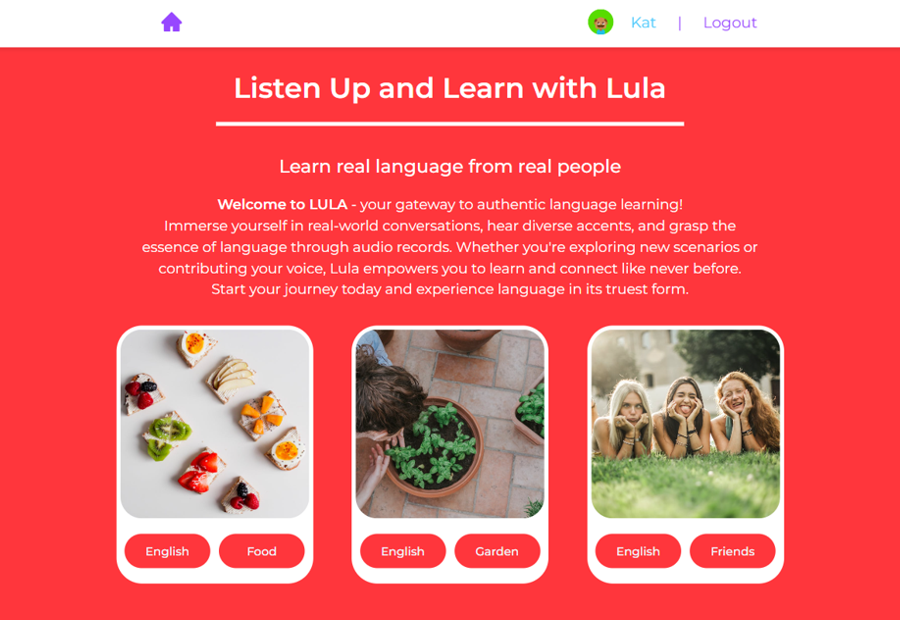 Kat | Logout
Listen Up and Learn with Lula
Learn real language from real people
Welcome to LULA - your gateway to authentic language learning!
Immerse yourself in real-world conversations, hear diverse accents, and grasp the
essence of language through audio records. Whether you're exploring new scenarios or
contributing your voice, Lula empowers you to learn and connect like never before.
Start your journey today and experience language in its truest form.
English Food
English Garden
English Friends